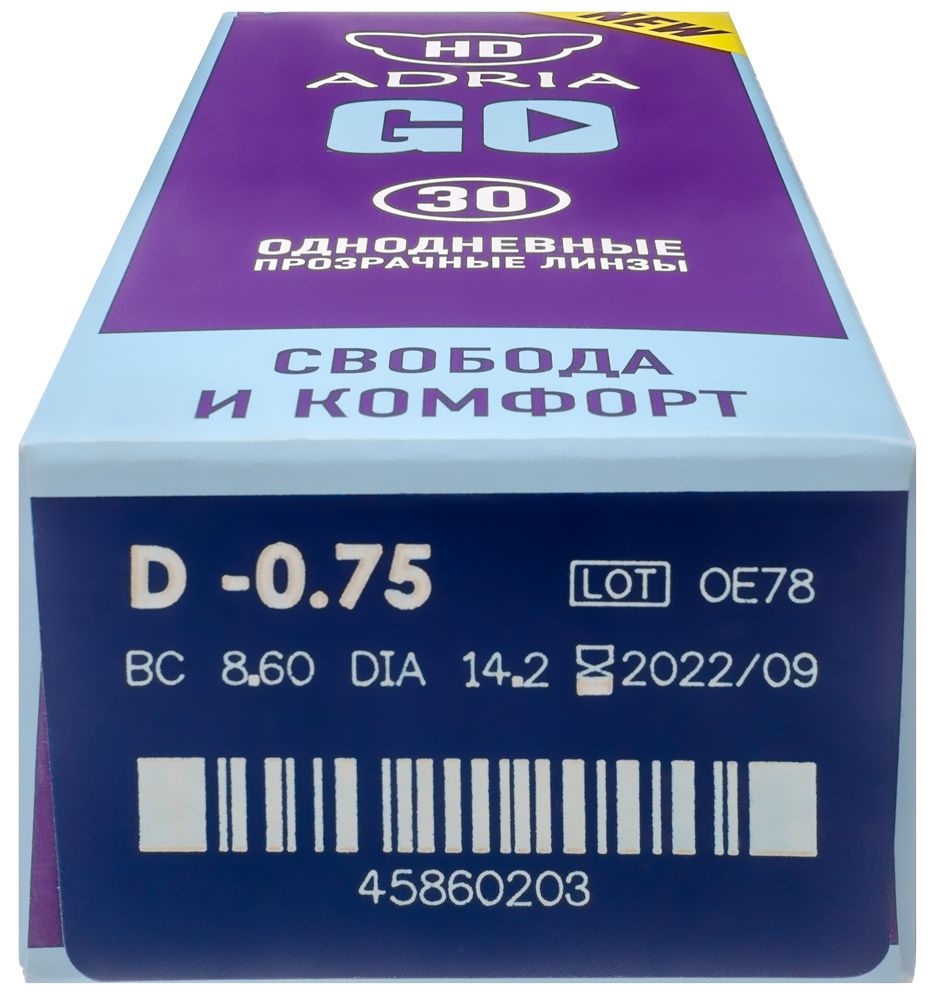 NEW
HD
ADRIA
GO
30
ОДНОДНЕВНЫЕ
ПРОЗРАЧНЫЕ ЛИНЗЫ
СВОБОДА
И КОМФОРТ
D -0.75 LOT OE78
BC 8.60 DIA 14.2 2022/09
45860203